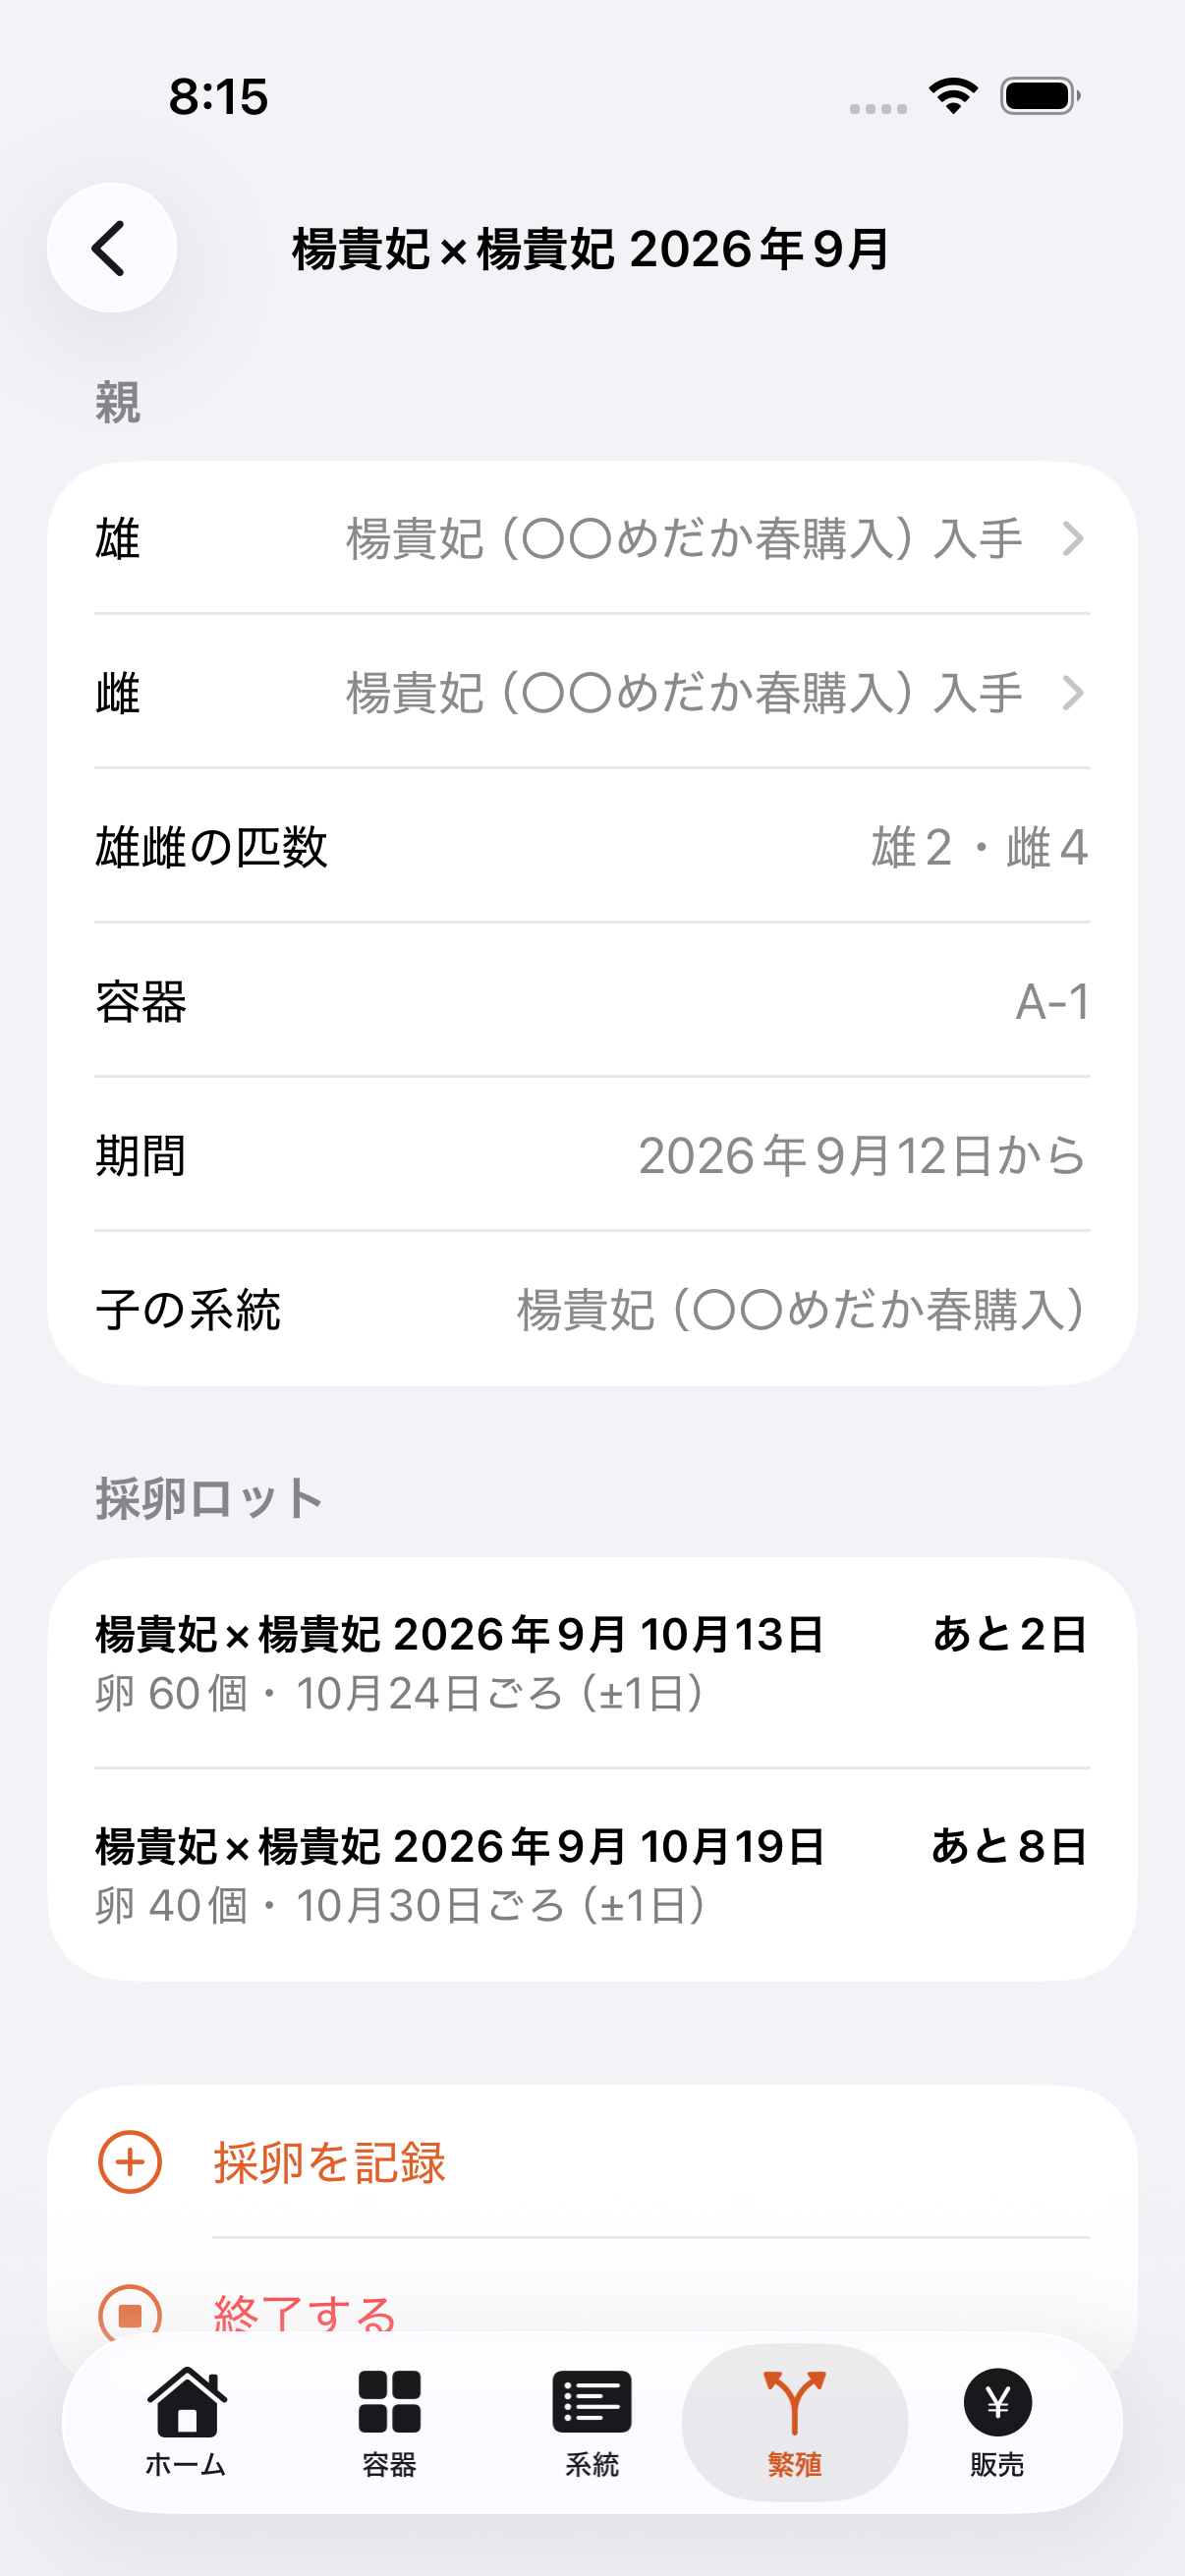 8:15
楊貴妃×楊貴妃 2026年9月
親
雄 楊貴妃（〇〇めだか春購入）入手
雌 楊貴妃（〇〇めだか春購入）入手
雄雌の匹数 雄2・雌4
容器 A-1
期間 2026年9月12日から
子の系統 楊貴妃（〇〇めだか春購入）
採卵ロット
楊貴妃×楊貴妃 2026年9月 10月13日 あと2日
卵 60個・10月24日ごろ（±1日）
楊貴妃×楊貴妃 2026年9月 10月19日 あと8日
卵 40個・10月30日ごろ（±1日）
採卵を記録
終了する
ホーム 容器 系統 繁殖 販売